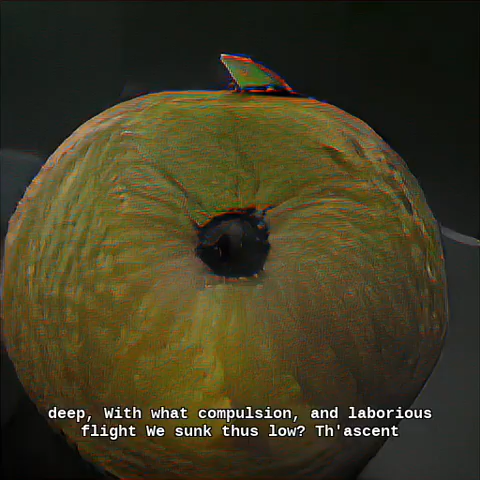 deep, With what compulsion, and laborious
flight We sunk thus low? Th'ascent